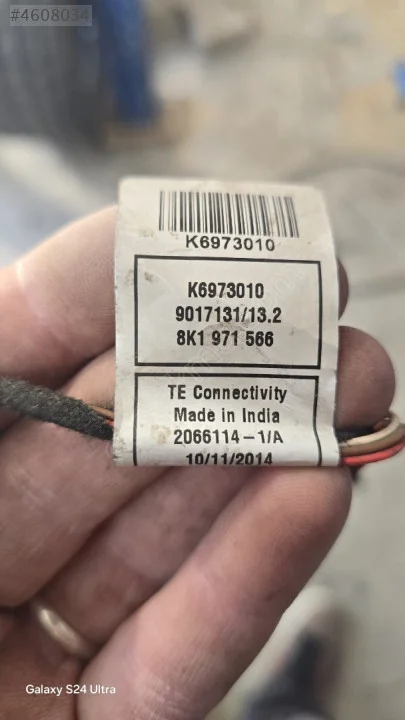 #4608034
K6973010
K6973010
9017131/13.2
8K1 971 566
TE Connectivity
Made in India
2066114-1/A
10/11/2014
Galaxy S24 Ultra